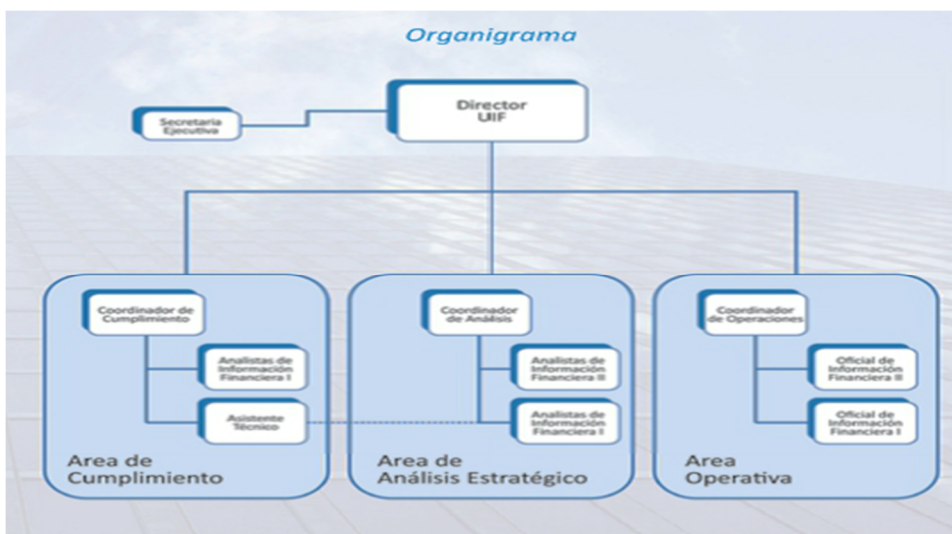 Organigrama
Director
UIF
Secretaria
Ejecutiva
Coordinador de
Cumplimiento
Analistas de
Información
Financiera I
Asistente
Técnico
Area de
Cumplimiento
Coordinador
de Análisis
Analistas de
Información
Financiera II
Analistas de
Información
Financiera I
Area de
Análisis Estratégico
Coordinador
de Operaciones
Oficial de
Información
Financiera II
Oficial de
Información
Financiera I
Area
Operativa